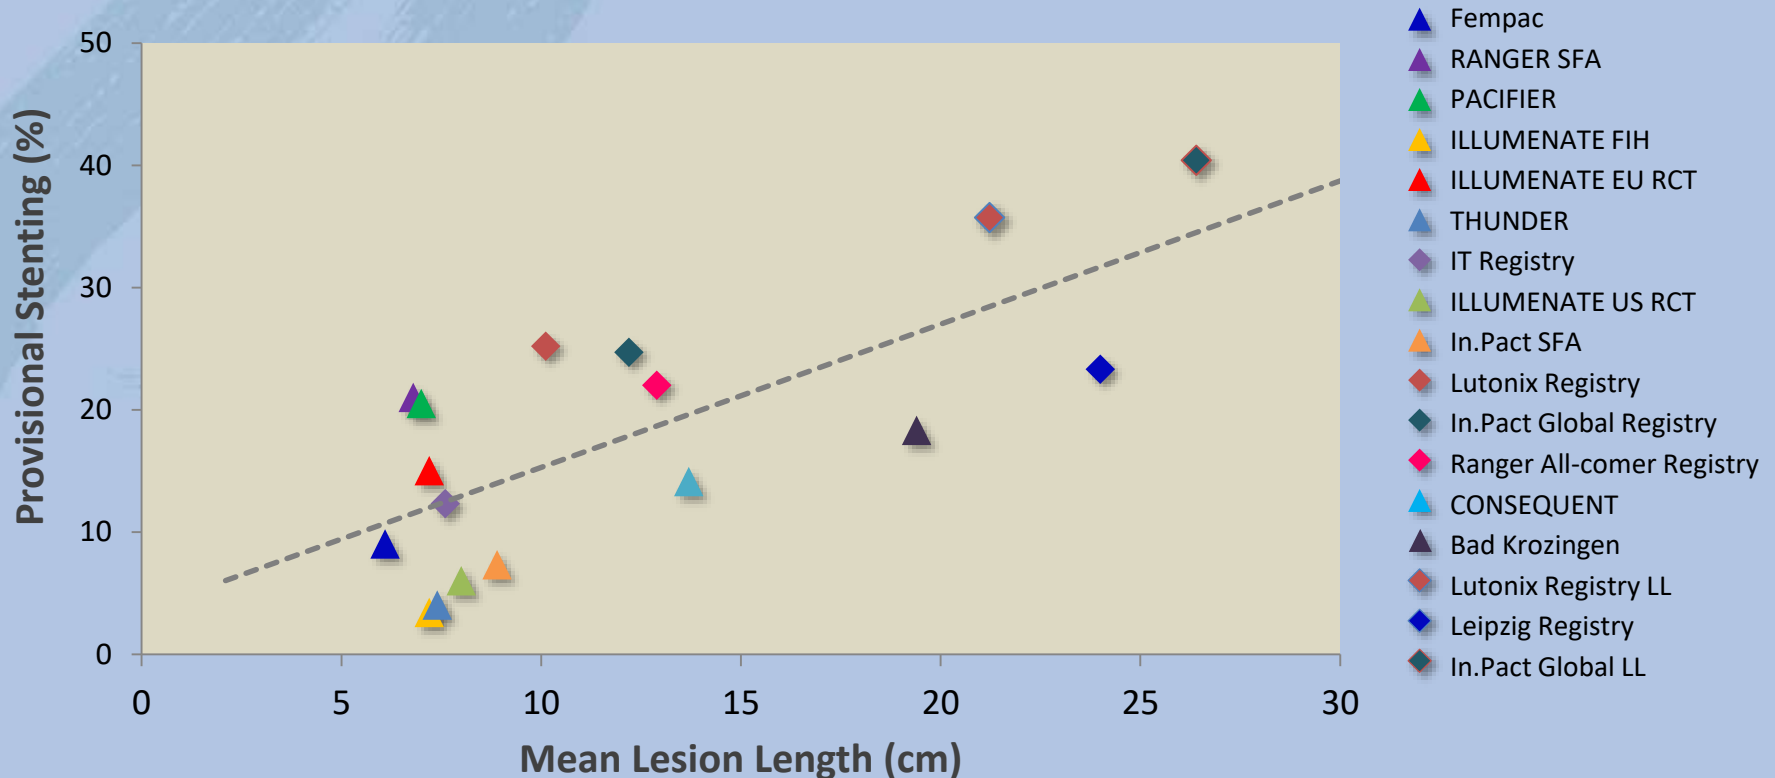 Provisional Stenting (%)
50
40
30
20
10
0
0 5 10 15 20 25 30
Mean Lesion Length (cm)
Fempac
RANGER SFA
PACIFIER
ILLUMENATE FIH
ILLUMENATE EU RCT
THUNDER
IT Registry
ILLUMENATE US RCT
In.Pact SFA
Lutonix Registry
In.Pact Global Registry
Ranger All-comer Registry
CONSEQUENT
Bad Krozingen
Lutonix Registry LL
Leipzig Registry
In.Pact Global LL